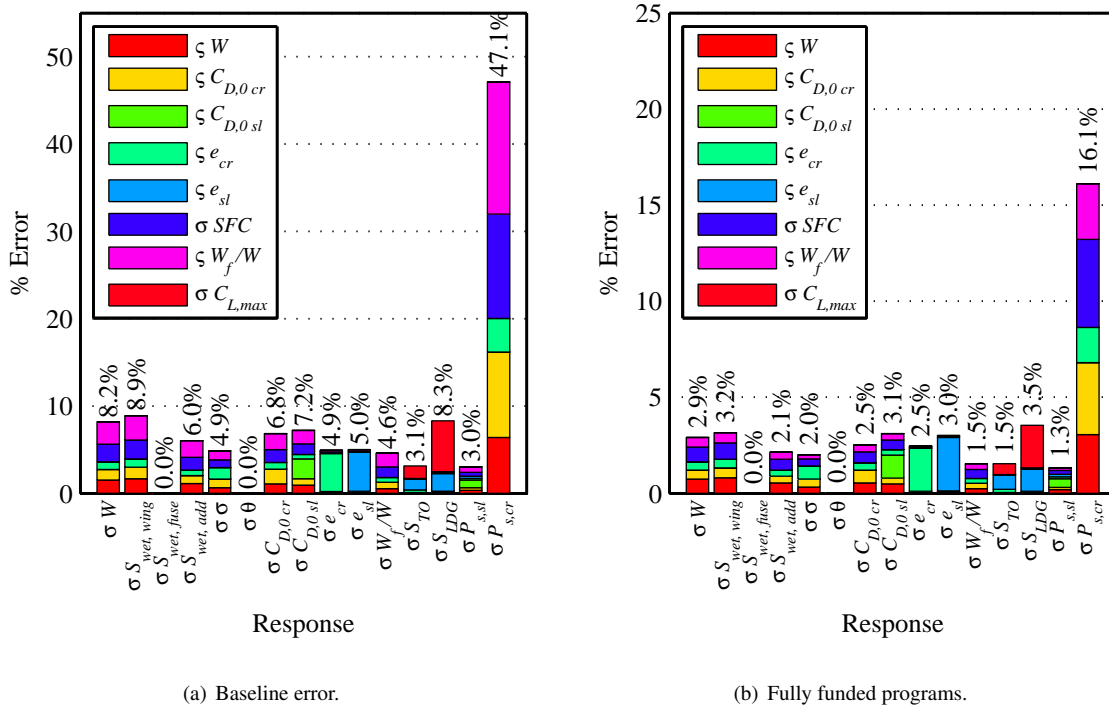 % Error
50
40
30
20
10
0
ς W
ς C_{D,0 cr}
ς C_{D,0 sl}
ς e_{cr}
ς e_{sl}
σ SFC
ς W_f/W
σ C_{L,max}
8.2%
8.9%
0.0%
6.0%
4.9%
0.0%
6.8%
7.2%
4.9%
5.0%
4.6%
3.1%
8.3%
3.0%
47.1%
σ W
σ S_{wet, wing}
σ S_{wet, fuse}
σ S_{wet, add}
σ σ
σ θ
σ C_{D,0 cr}
σ C_{D,0 sl}
σ e_{cr}
σ e_{sl}
σ W_f/W
σ S_{TO}
σ S_{LDG}
σ P_{s,sl}
σ P_{s,cr}
Response
(a) Baseline error.
% Error
25
20
15
10
5
0
ς W
ς C_{D,0 cr}
ς C_{D,0 sl}
ς e_{cr}
ς e_{sl}
σ SFC
ς W_f/W
σ C_{L,max}
2.9%
3.2%
0.0%
2.1%
2.0%
0.0%
2.5%
3.1%
2.5%
3.0%
1.5%
1.5%
3.5%
1.3%
16.1%
σ W
σ S_{wet, wing}
σ S_{wet, fuse}
σ S_{wet, add}
σ σ
σ θ
σ C_{D,0 cr}
σ C_{D,0 sl}
σ e_{cr}
σ e_{sl}
σ W_f/W
σ S_{TO}
σ S_{LDG}
σ P_{s,sl}
σ P_{s,cr}
Response
(b) Fully funded programs.